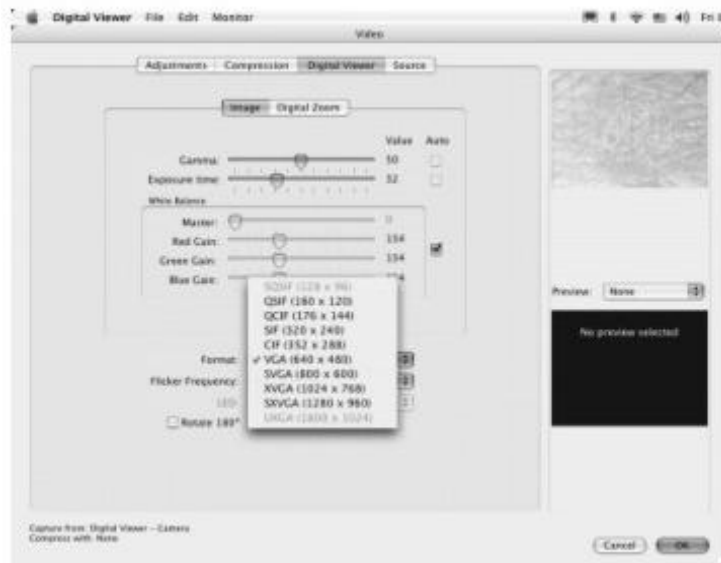 Digital Viewer File Edit Monitor Fri
Video
Adjustments Compression Digital Viewer Source
Image Digital Zoom
Value Auto
Gamma: 50
Exposure time: 32
White Balance
Master: 0
Red Gain: 154
Green Gain: 154
Blue Gain: 154
SQSIF (128 x 96)
QSIF (160 x 120)
QCIF (176 x 144)
SIF (320 x 240)
CIF (352 x 288)
Format: ✓ VGA (640 x 480)
SVGA (800 x 600)
Flicker Frequency:
XVGA (1024 x 768)
LED:
SXVGA (1280 x 960)
Rotate 180°
UXGA (1600 x 1024)
Preview: None
No preview selected
Capture from: Digital Viewer - Camera
Compress with: None
Cancel OK